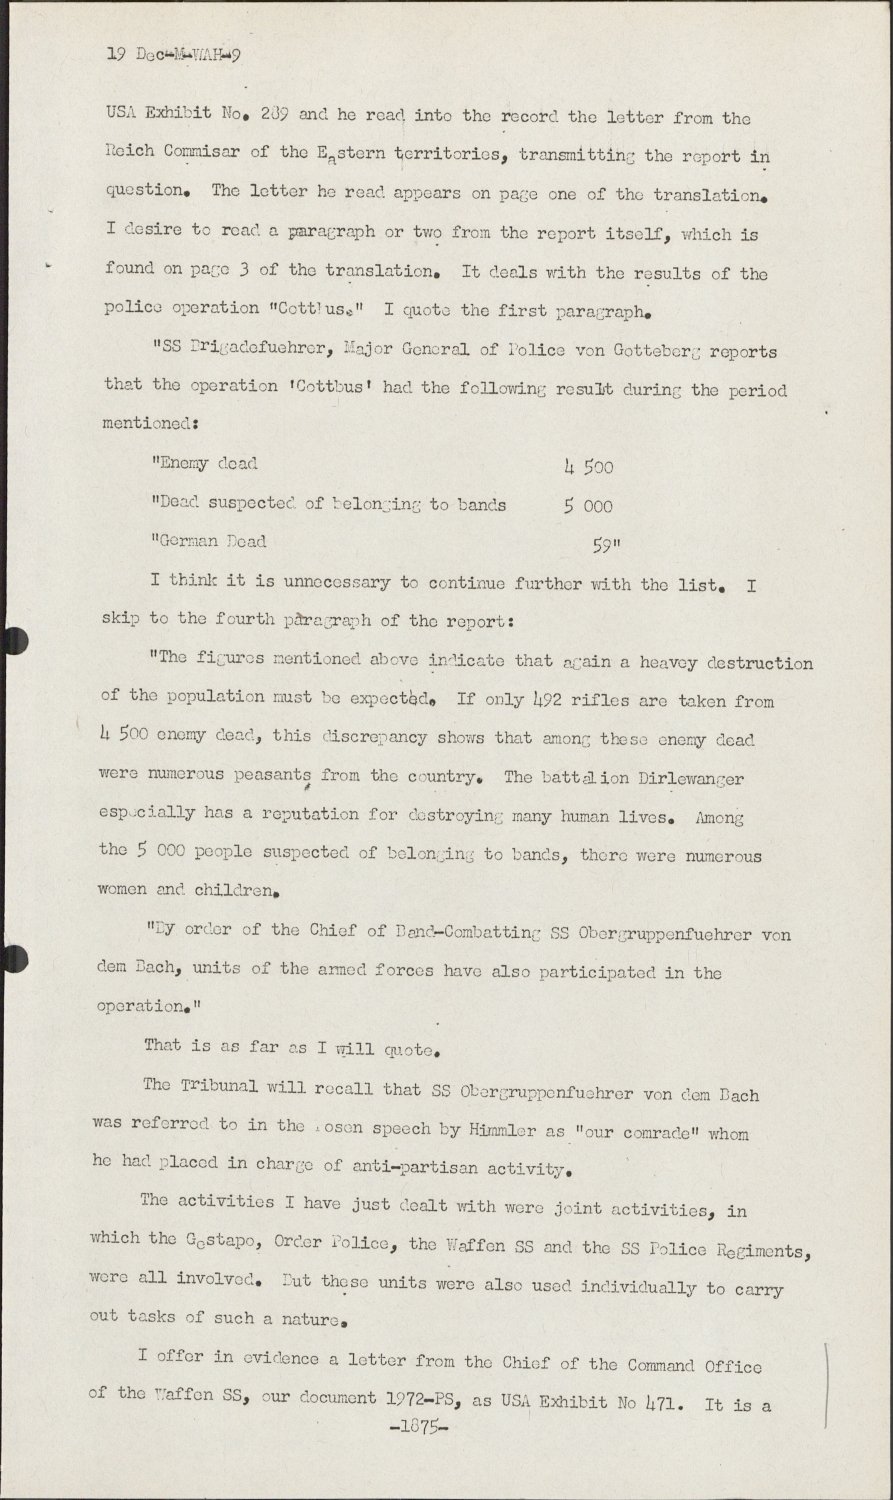 19 Dec-M-WAH-9
USA Exhibit No. 289 and he read into the record the letter from the
Reich Commisar of the Eastern territories, transmitting the report in
question. The letter he read appears on page one of the translation.
I desire to read a paragraph or two from the report itself, which is
found on page 3 of the translation. It deals with the results of the
police operation "Cottbus." I quote the first paragraph.
"SS Brigadefuehrer, Major General of Police von Gotteberg reports
that the operation 'Cottbus' had the following result during the period
mentioned:
"Enemy dead 4 500
"Dead suspected of belonging to bands 5 000
"German Dead 59"
I think it is unnecessary to continue further with the list. I
skip to the fourth paragraph of the report:
"The figures mentioned above indicate that again a heavey destruction
of the population must be expected. If only 492 rifles are taken from
4 500 enemy dead, this discrepancy shows that among these enemy dead
were numerous peasants from the country. The battalion Dirlewanger
especially has a reputation for destroying many human lives. Among
the 5 000 people suspected of belonging to bands, there were numerous
women and children.
"By order of the Chief of Band-Combatting SS Obergruppenfuehrer von
dem Bach, units of the armed forces have also participated in the
operation."
That is as far as I will quote.
The Tribunal will recall that SS Obergruppenfuehrer von dem Bach
was referred to in the Posen speech by Himmler as "our comrade" whom
he had placed in charge of anti-partisan activity.
The activities I have just dealt with were joint activities, in
which the Gestapo, Order Police, the Waffen SS and the SS Police Regiments,
were all involved. But these units were also used individually to carry
out tasks of such a nature.
I offer in evidence a letter from the Chief of the Command Office
of the Waffen SS, our document 1972-PS, as USA Exhibit No 471. It is a
-1875-